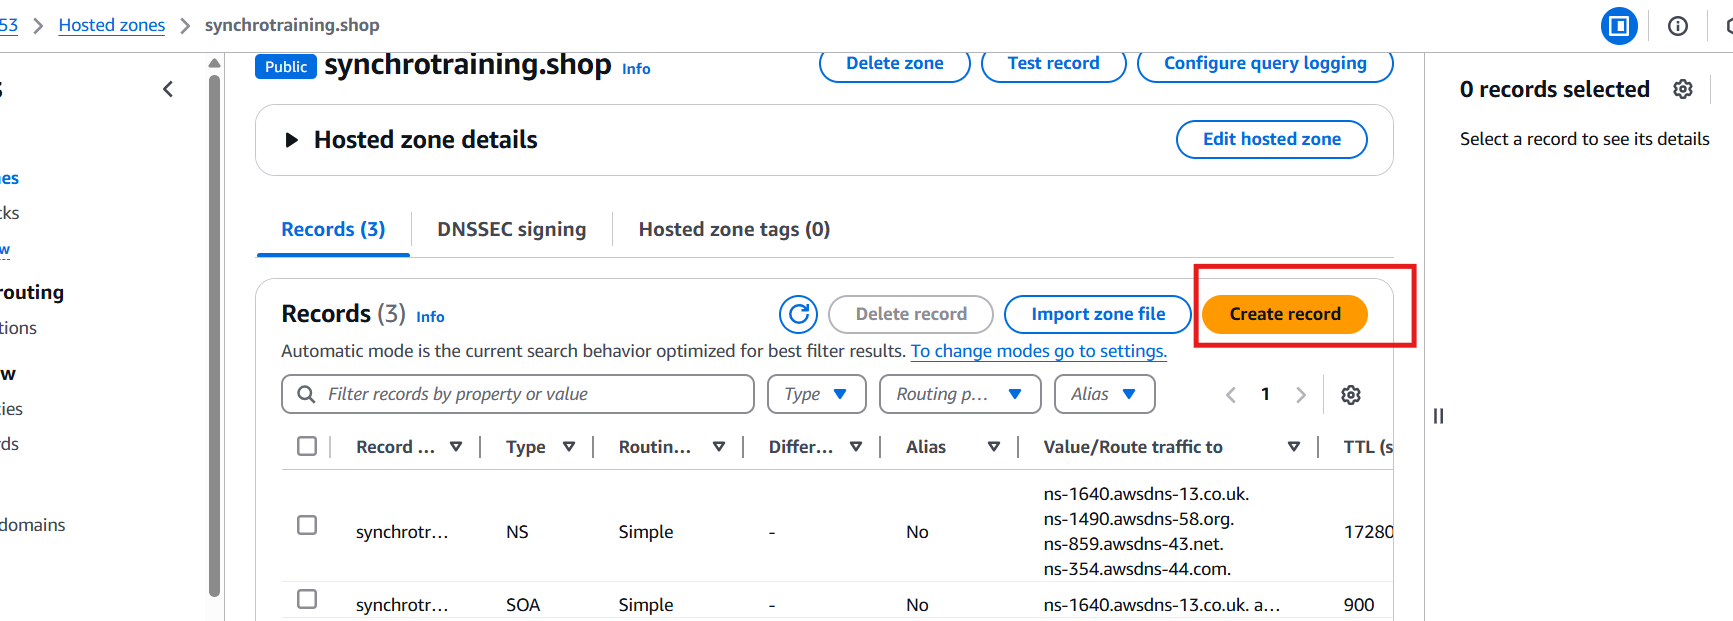 53 > Hosted zones > synchrotraining.shop
Public synchrotraining.shop Info
Delete zone
Test record
Configure query logging
0 records selected
Select a record to see its details
Hosted zone details
Edit hosted zone
es
cks
w
routing
tions
w
ies
ds
domains
Records (3)
DNSSEC signing
Hosted zone tags (0)
Records (3) Info
Delete record
Import zone file
Create record
Automatic mode is the current search behavior optimized for best filter results. To change modes go to settings.
Filter records by property or value
Type
Routing p...
Alias
1
Record ... Type Routin... Differ... Alias Value/Route traffic to TTL (s
synchrotr... NS Simple - No
ns-1640.awsdns-13.co.uk.
ns-1490.awsdns-58.org.
ns-859.awsdns-43.net.
ns-354.awsdns-44.com.
17280
synchrotr... SOA Simple - No ns-1640.awsdns-13.co.uk. a... 900